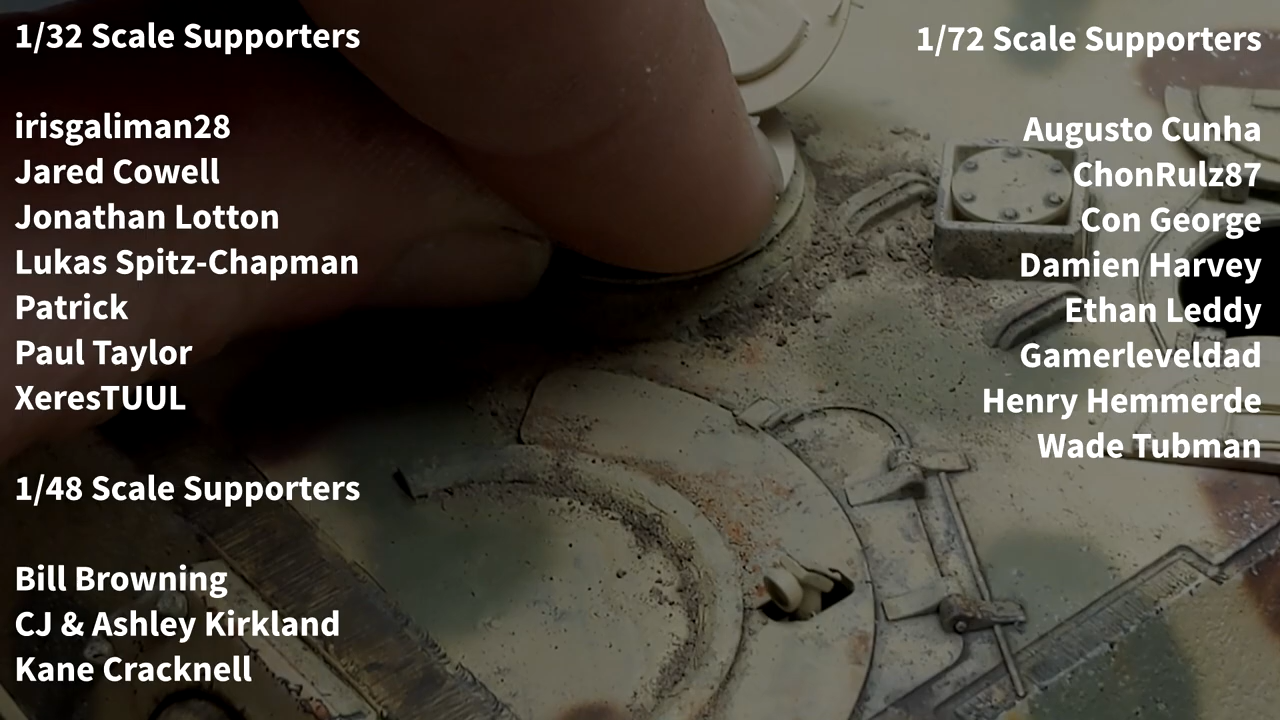 1/32 Scale Supporters
irisgaliman28
Jared Cowell
Jonathan Lotton
Lukas Spitz-Chapman
Patrick
Paul Taylor
XeresTUUL
1/48 Scale Supporters
Bill Browning
CJ & Ashley Kirkland
Kane Cracknell
1/72 Scale Supporters
Augusto Cunha
ChonRulz87
Con George
Damien Harvey
Ethan Leddy
Gamerleveldad
Henry Hemmerde
Wade Tubman